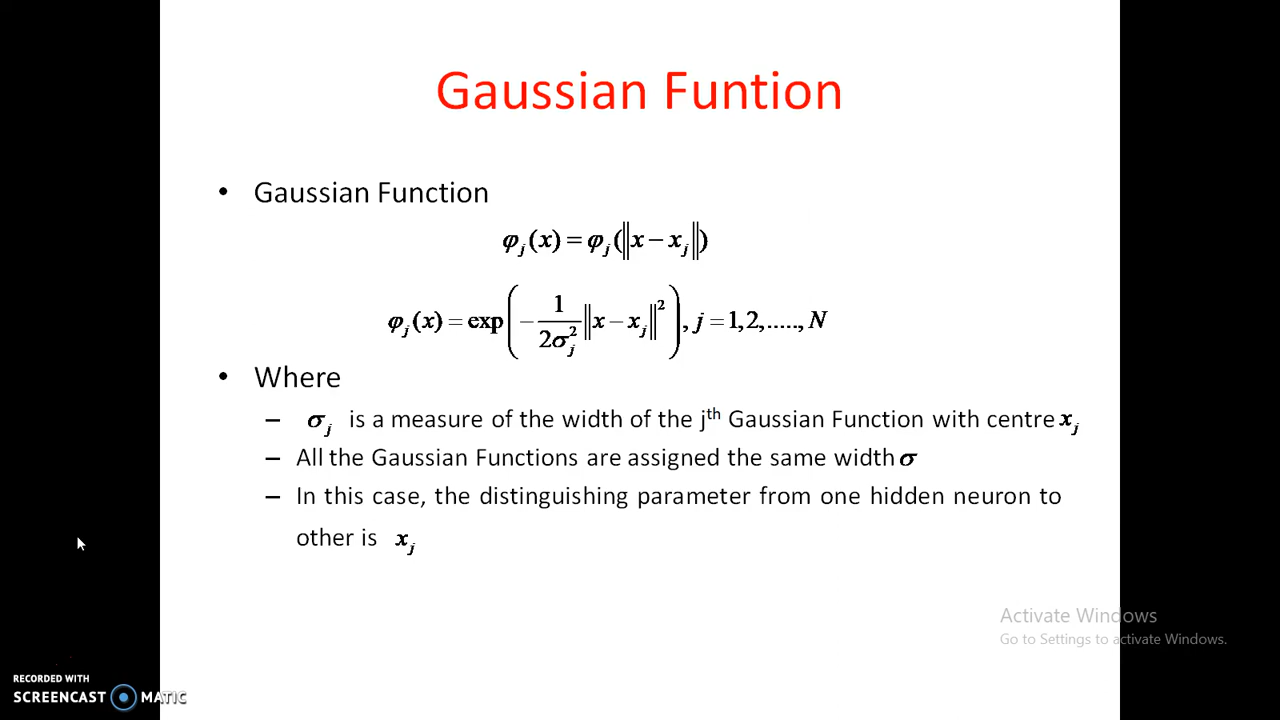 Gaussian Funtion
• Gaussian Function
φ_j(x) = φ_j(‖x − x_j‖)
φ_j(x) = exp(−1/(2σ_j²) ‖x − x_j‖²), j = 1,2,....., N
• Where
– σ_j is a measure of the width of the jth Gaussian Function with centre x_j
– All the Gaussian Functions are assigned the same width σ
– In this case, the distinguishing parameter from one hidden neuron to
other is x_j
Activate Windows
Go to Settings to activate Windows.
RECORDED WITH
SCREENCAST MATIC